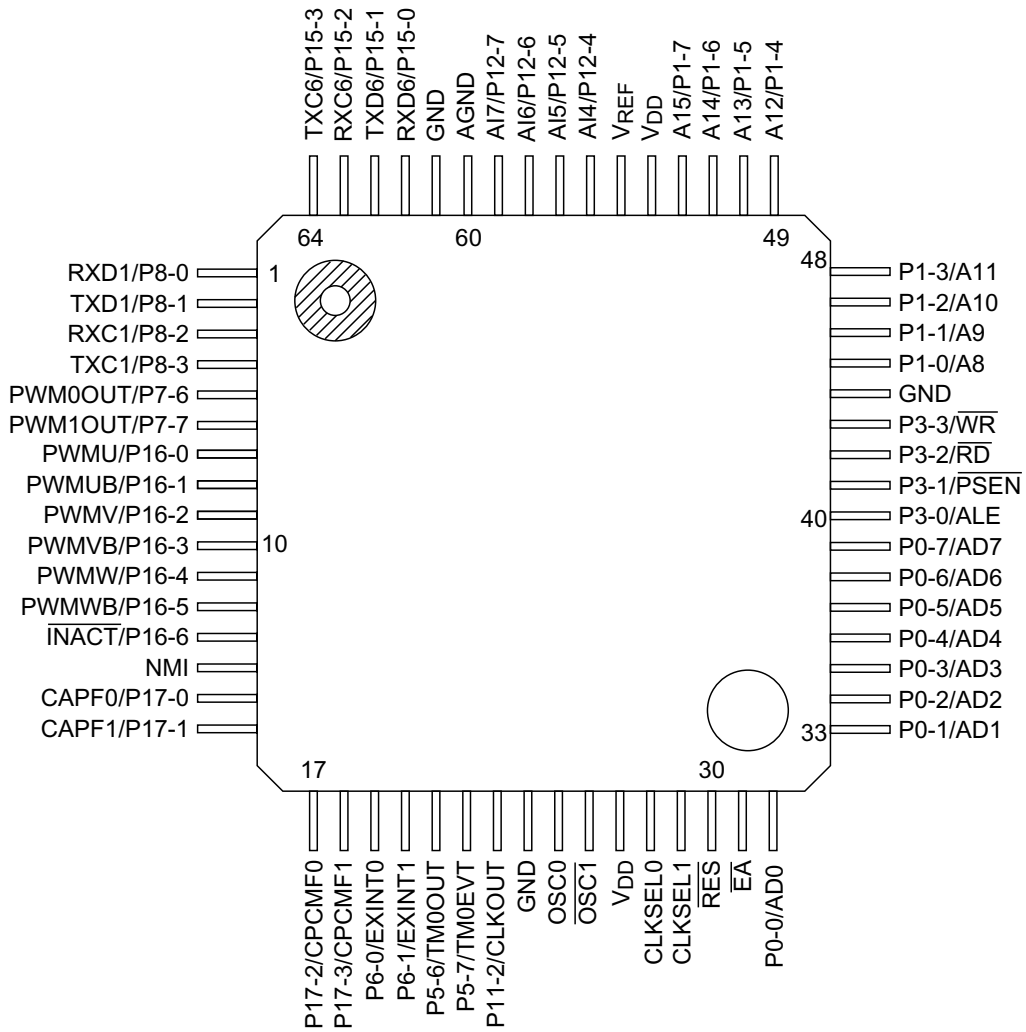 TXC6/P15-3
RXC6/P15-2
TXD6/P15-1
RXD6/P15-0
GND
AGND
AI7/P12-7
AI6/P12-6
AI5/P12-5
AI4/P12-4
VREF
VDD
A15/P1-7
A14/P1-6
A13/P1-5
A12/P1-4
64
60
49
RXD1/P8-0
TXD1/P8-1
RXC1/P8-2
TXC1/P8-3
PWM0OUT/P7-6
PWM1OUT/P7-7
PWMU/P16-0
PWMUB/P16-1
PWMV/P16-2
PWMVB/P16-3
PWMW/P16-4
PWMWB/P16-5
INACT/P16-6
NMI
CAPF0/P17-0
CAPF1/P17-1
1
10
48
40
33
P1-3/A11
P1-2/A10
P1-1/A9
P1-0/A8
GND
P3-3/WR
P3-2/RD
P3-1/PSEN
P3-0/ALE
P0-7/AD7
P0-6/AD6
P0-5/AD5
P0-4/AD4
P0-3/AD3
P0-2/AD2
P0-1/AD1
17
30
P17-2/CPCMF0
P17-3/CPCMF1
P6-0/EXINT0
P6-1/EXINT1
P5-6/TM0OUT
P5-7/TM0EVT
P11-2/CLKOUT
GND
OSC0
OSC1
VDD
CLKSEL0
CLKSEL1
RES
EA
P0-0/AD0